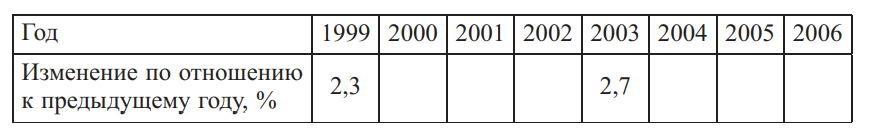 Год 1999 2000 2001 2002 2003 2004 2005 2006
Изменение по отношению
к предыдущему году, % 2,3 2,7